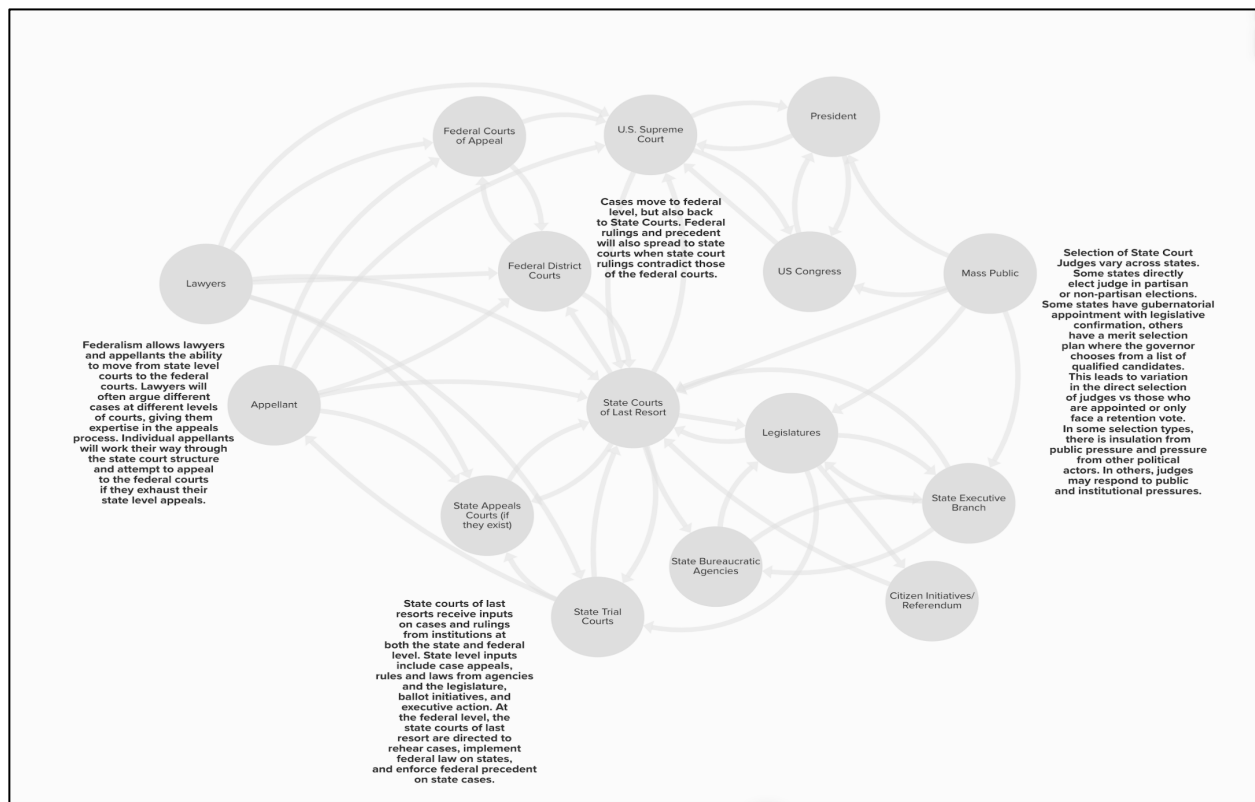 President
Federal Courts
of Appeal
U.S. Supreme
Court
Cases move to federal
level, but also back
to State Courts. Federal
rulings and precedent
will also spread to state
courts when state court
rulings contradict those
of the federal courts.
Lawyers
Federal District
Courts
US Congress
Mass Public
Selection of State Court
Judges vary across states.
Some states directly
elect judge in partisan
or non-partisan elections.
Some states have gubernatorial
appointment with legislative
confirmation, others
have a merit selection
plan where the governor
chooses from a list of
qualified candidates.
This leads to variation
in the direct selection
of judges vs those who
are appointed or only
face a retention vote.
In some selection types,
there is insulation from
public pressure and pressure
from other political
actors. In others, judges
may respond to public
and institutional pressures.
Federalism allows lawyers
and appellants the ability
to move from state level
courts to the federal
courts. Lawyers will
often argue different
cases at different levels
of courts, giving them
expertise in the appeals
process. Individual appellants
will work their way through
the state court structure
and attempt to appeal
to the federal courts
if they exhaust their
state level appeals.
Appellant
State Courts
of Last Resort
Legislatures
State Appeals
Courts (if
they exist)
State Executive
Branch
State Bureaucratic
Agencies
Citizen Initiatives/
Referendum
State Trial
Courts
State courts of last
resorts receive inputs
on cases and rulings
from institutions at
both the state and federal
level. State level inputs
include case appeals,
rules and laws from agencies
and the legislature,
ballot initiatives, and
executive action. At
the federal level, the
state courts of last
resort are directed to
rehear cases, implement
federal law on states,
and enforce federal precedent
on state cases.